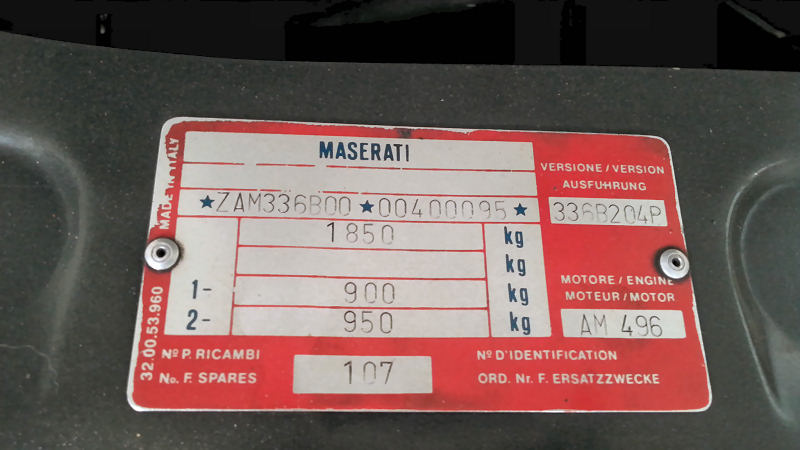 MASERATI
MADE IN ITALY
★ZAM336B00★00400095★
1850 kg
kg
1- 900 kg
2- 950 kg
VERSIONE/VERSION
AUSFUHRUNG
336B204P
MOTORE/ENGINE
MOTEUR/MOTOR
AM 496
32.00.53.960
Nº P. RICAMBI
No. F. SPARES
107
Nº D'IDENTIFICATION
ORD. Nr. F. ERSATZZWECKE